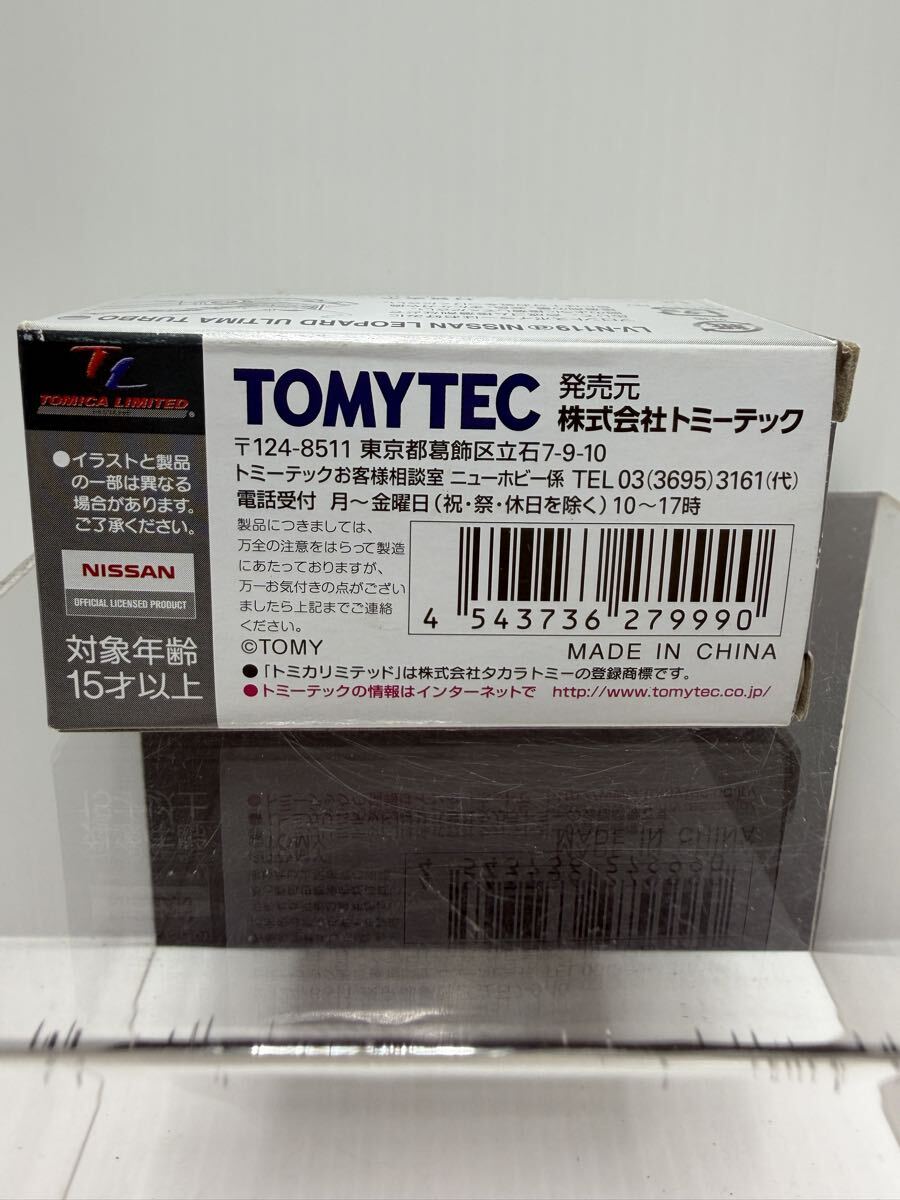 LV-N119ⓐ NISSAN LEOPARD ULTIMA TURBO
TL
TOMICA LIMITED
®
●イラストと製品
の一部は異なる
場合があります。
ご了承ください。
NISSAN
OFFICIAL LICENSED PRODUCT
対象年齢
15才以上
TOMYTEC
発売元
株式会社トミーテック
〒124-8511 東京都葛飾区立石7-9-10
トミーテックお客様相談室 ニューホビー係 TEL 03(3695)3161(代)
電話受付 月〜金曜日(祝・祭・休日を除く)10〜17時
製品につきましては、
万全の注意をはらって製造
にあたっておりますが、
万一お気付きの点がござい
ましたら上記までご連絡
ください。
4 543736 279990
©TOMY
MADE IN CHINA
●「トミカリミテッド」は株式会社タカラトミーの登録商標です。
●トミーテックの情報はインターネットで http://www.tomytec.co.jp/